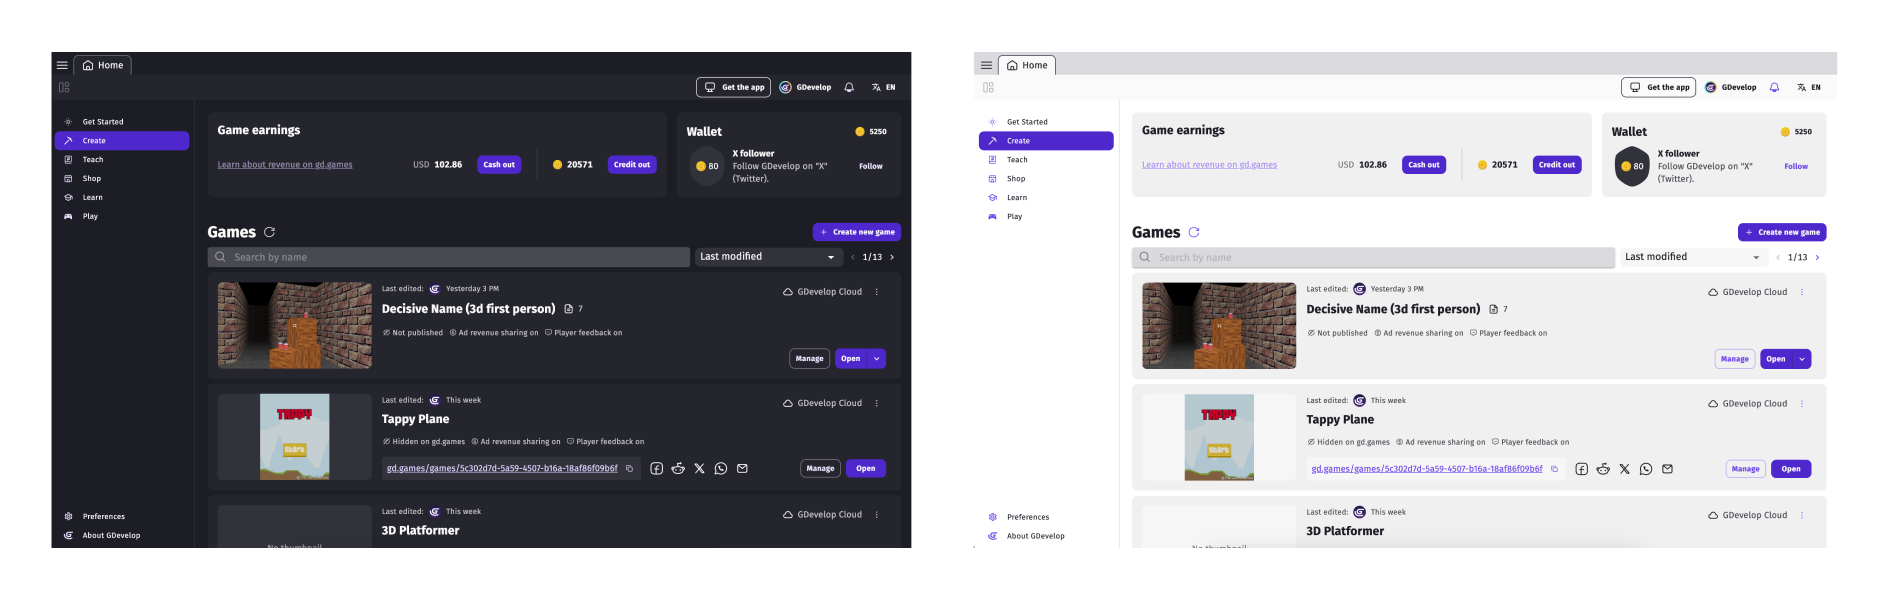 Home
Get the app GDevelop EN
Get Started
Create
Teach
Shop
Learn
Play
Preferences
About GDevelop
Game earnings
Learn about revenue on gd.games USD 102.86 Cash out 20571 Credit out
Wallet 5250
80
X follower
Follow GDevelop on "X"
(Twitter).
Follow
Games
+ Create new game
Search by name
Last modified 1/13
Last edited: Yesterday 3 PM
GDevelop Cloud
Decisive Name (3d first person) 7
Not published Ad revenue sharing on Player feedback on
Manage Open
Last edited: This week
GDevelop Cloud
Tappy Plane
TAPPY
Start
Hidden on gd.games Ad revenue sharing on Player feedback on
gd.games/games/5c302d7d-5a59-4507-b16a-18af86f09b6f
Manage Open
Last edited: This week
GDevelop Cloud
3D Platformer
No thumbnail
Home
Get the app GDevelop EN
Get Started
Create
Teach
Shop
Learn
Play
Preferences
About GDevelop
Game earnings
Learn about revenue on gd.games USD 102.86 Cash out 20571 Credit out
Wallet 5250
80
X follower
Follow GDevelop on "X"
(Twitter).
Follow
Games
+ Create new game
Search by name
Last modified 1/13
Last edited: Yesterday 3 PM
GDevelop Cloud
Decisive Name (3d first person) 7
Not published Ad revenue sharing on Player feedback on
Manage Open
Last edited: This week
GDevelop Cloud
Tappy Plane
TAPPY
Start
Hidden on gd.games Ad revenue sharing on Player feedback on
gd.games/games/5c302d7d-5a59-4507-b16a-18af86f09b6f
Manage Open
Last edited: This week
GDevelop Cloud
3D Platformer
No thumbnail